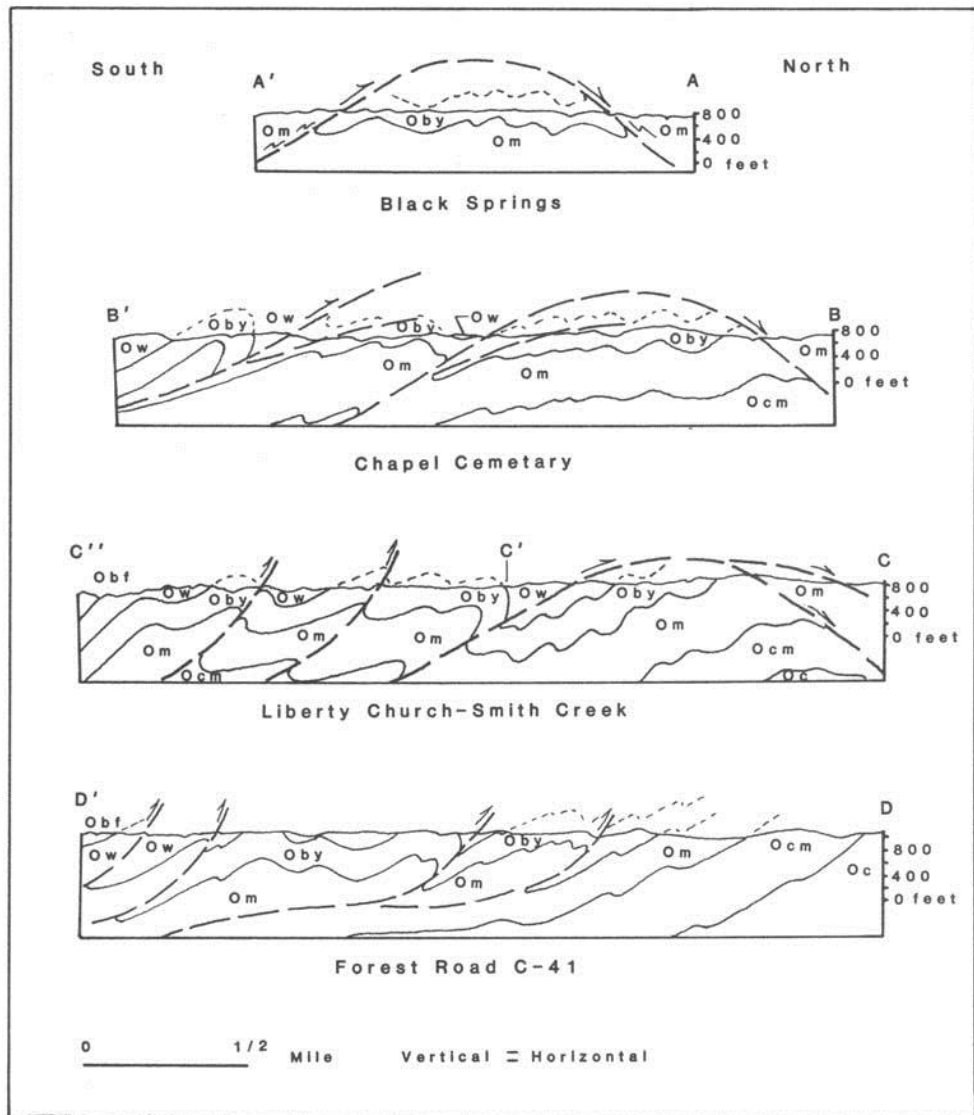 South North
A' A
Om Oby Om Om
800
400
0 feet
Black Springs
B' B
Ow Oby Ow Oby Ow Oby Om
Om Om Ocm
800
400
0 feet
Chapel Cemetary
C'' C' C
Obf Ow Oby Ow Oby Ow Oby Om
Om Om Om Ocm
Ocm Oc
800
400
0 feet
Liberty Church-Smith Creek
D' D
Obf Ow Ow Oby Oby Om Ocm
Om Om Oc
800
400
0 feet
Forest Road C-41
0 1/2 Mile Vertical = Horizontal